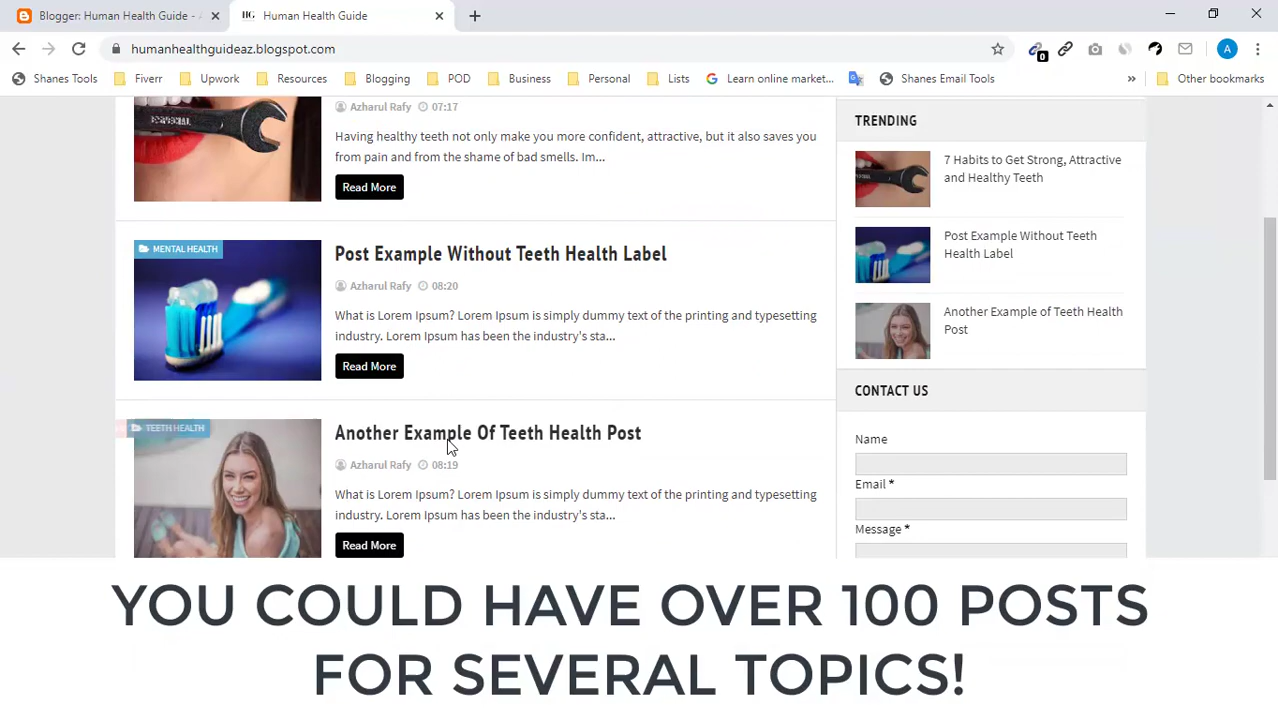 Blogger: Human Health Guide -
Human Health Guide
humanhealthguideaz.blogspot.com
0
A
Shanes Tools
Fiverr
Upwork
Resources
Blogging
POD
Business
Personal
Lists
Learn online market...
Shanes Email Tools
»
Other bookmarks
Azharul Rafy 07:17
Having healthy teeth not only make you more confident, attractive, but it also saves you
from pain and from the shame of bad smells. Im...
Read More
MENTAL HEALTH
Post Example Without Teeth Health Label
Azharul Rafy 08:20
What is Lorem Ipsum? Lorem Ipsum is simply dummy text of the printing and typesetting
industry. Lorem Ipsum has been the industry's sta...
Read More
TEETH HEALTH
Another Example Of Teeth Health Post
Azharul Rafy 08:19
What is Lorem Ipsum? Lorem Ipsum is simply dummy text of the printing and typesetting
industry. Lorem Ipsum has been the industry's sta...
Read More
TRENDING
7 Habits to Get Strong, Attractive
and Healthy Teeth
Post Example Without Teeth
Health Label
Another Example of Teeth Health
Post
CONTACT US
Name
Email *
Message *
YOU COULD HAVE OVER 100 POSTS
FOR SEVERAL TOPICS!